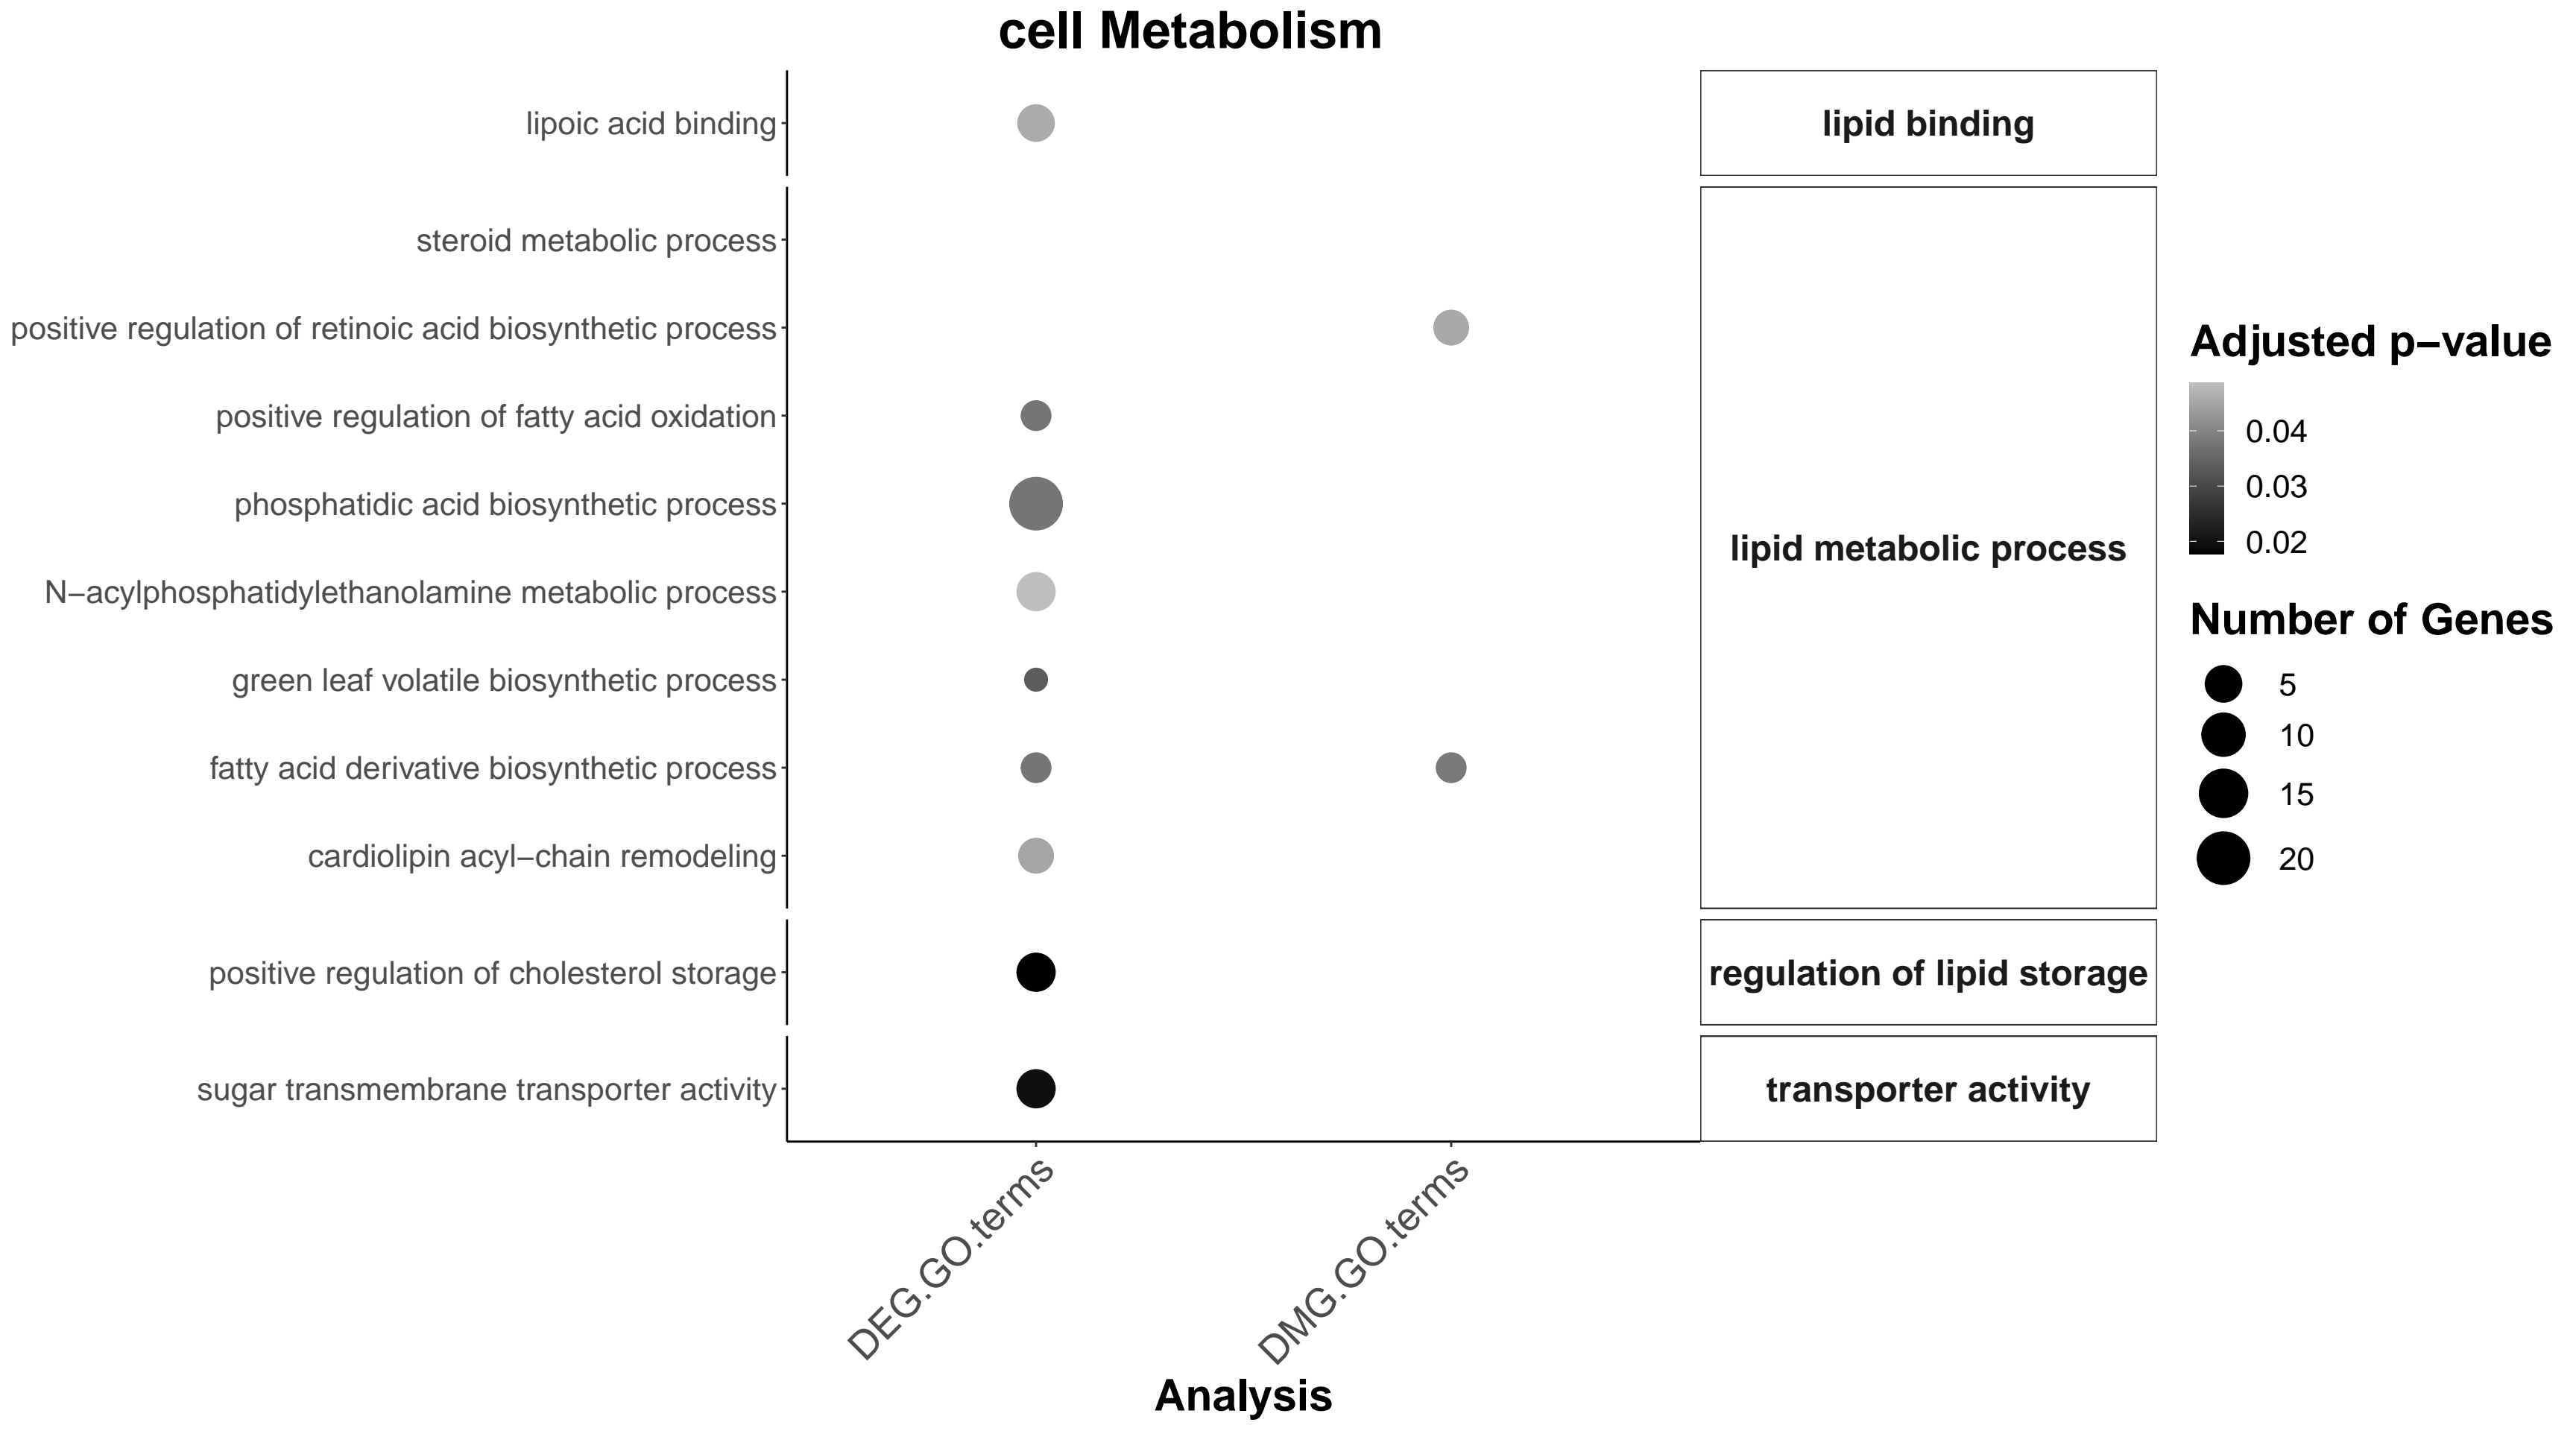 cell Metabolism
lipoic acid binding
steroid metabolic process
positive regulation of retinoic acid biosynthetic process
positive regulation of fatty acid oxidation
phosphatidic acid biosynthetic process
N−acylphosphatidylethanolamine metabolic process
green leaf volatile biosynthetic process
fatty acid derivative biosynthetic process
cardiolipin acyl−chain remodeling
positive regulation of cholesterol storage
sugar transmembrane transporter activity
lipid binding
lipid metabolic process
regulation of lipid storage
transporter activity
DEG.GO.terms
DMG.GO.terms
Analysis
Adjusted p−value
0.04
0.03
0.02
Number of Genes
5
10
15
20